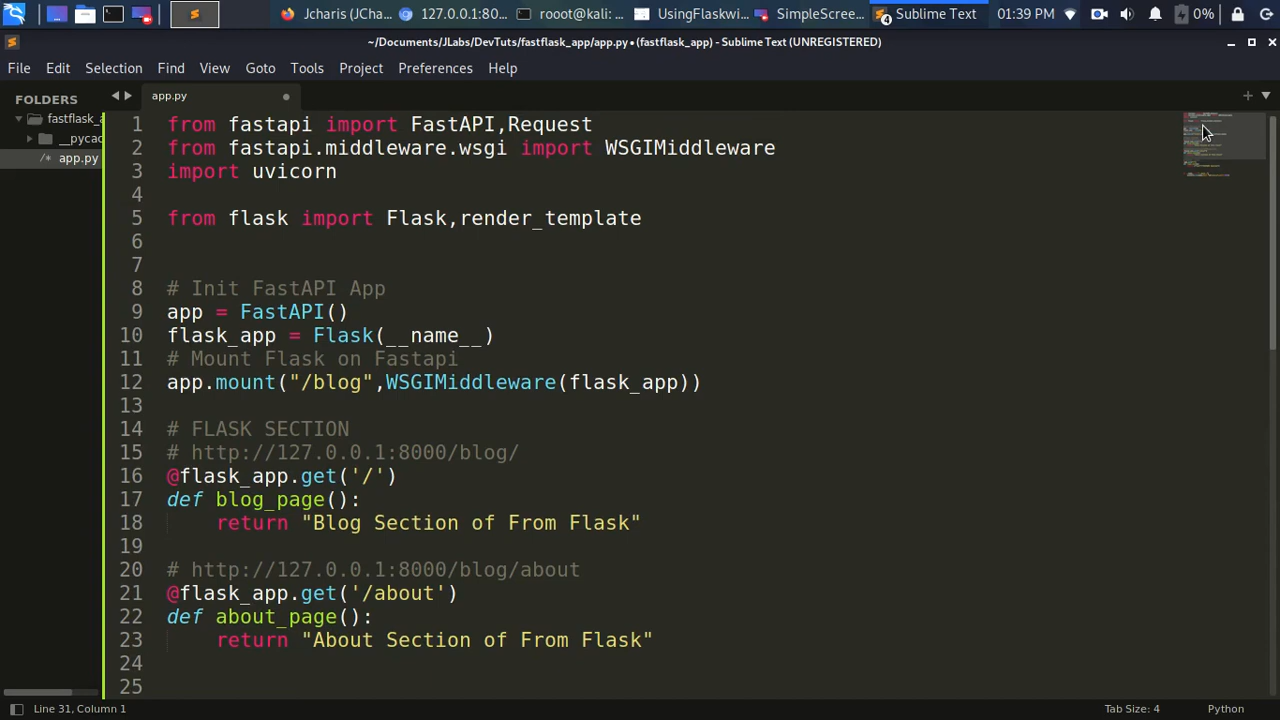 Jcharis (JCha...
127.0.0.1:80...
rooot@kali: ...
UsingFlaskwi...
SimpleScree...
4
Sublime Text
01:39 PM
0%
~/Documents/JLabs/DevTuts/fastflask_app/app.py • (fastflask_app) - Sublime Text (UNREGISTERED)
File Edit Selection Find View Goto Tools Project Preferences Help
FOLDERS
fastflask_a
__pycac
/* app.py
app.py
1 from fastapi import FastAPI,Request
2 from fastapi.middleware.wsgi import WSGIMiddleware
3 import uvicorn
4
5 from flask import Flask,render_template
6
7
8 # Init FastAPI App
9 app = FastAPI()
10 flask_app = Flask(__name__)
11 # Mount Flask on Fastapi
12 app.mount("/blog",WSGIMiddleware(flask_app))
13
14 # FLASK SECTION
15 # http://127.0.0.1:8000/blog/
16 @flask_app.get('/')
17 def blog_page():
18     return "Blog Section of From Flask"
19
20 # http://127.0.0.1:8000/blog/about
21 @flask_app.get('/about')
22 def about_page():
23     return "About Section of From Flask"
24
25
Line 31, Column 1
Tab Size: 4
Python